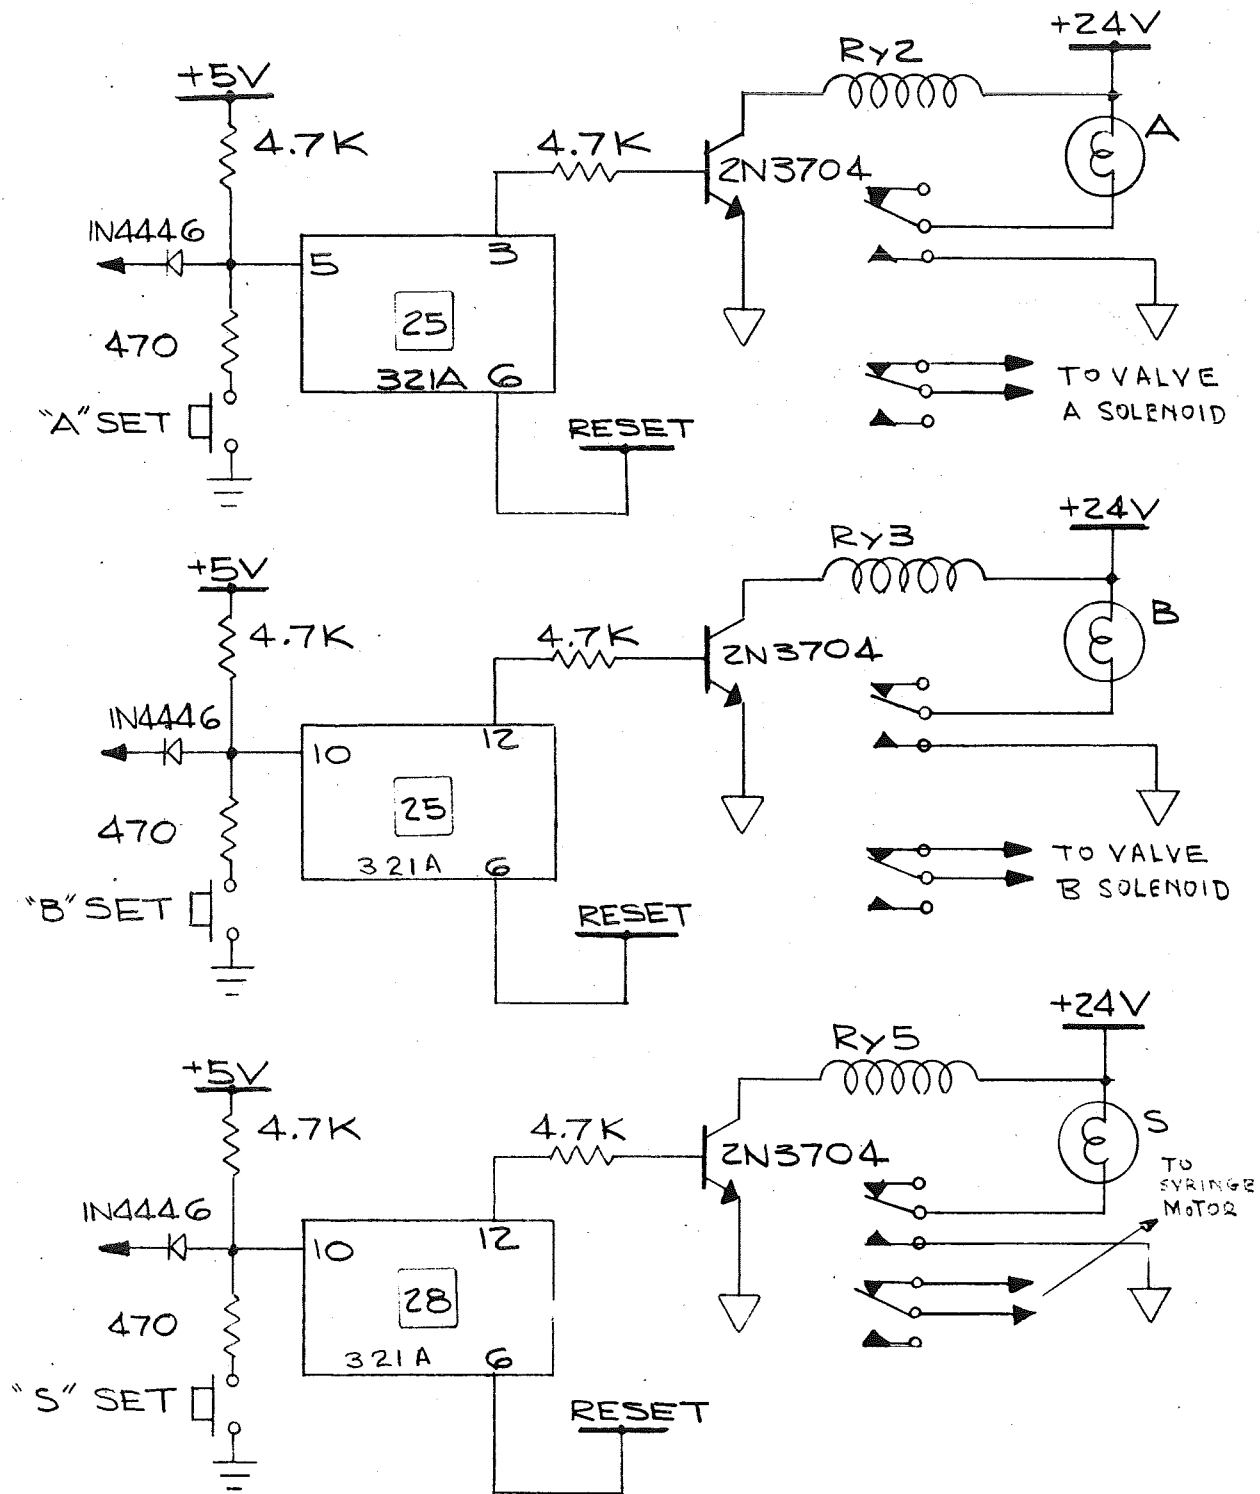 +24V
Ry2
+5V
A
4.7K
4.7K
2N3704
1N4446
5
3
25
470
321A 6
TO VALVE
A SOLENOID
"A" SET
RESET
+24V
Ry3
+5V
B
4.7K
4.7K
2N3704
1N4446
10
12
25
470
321A 6
TO VALVE
B SOLENOID
"B" SET
RESET
+24V
Ry5
+5V
S
4.7K
4.7K
2N3704
TO
SYRINGE
MOTOR
1N4446
10
12
28
470
321A 6
"S" SET
RESET